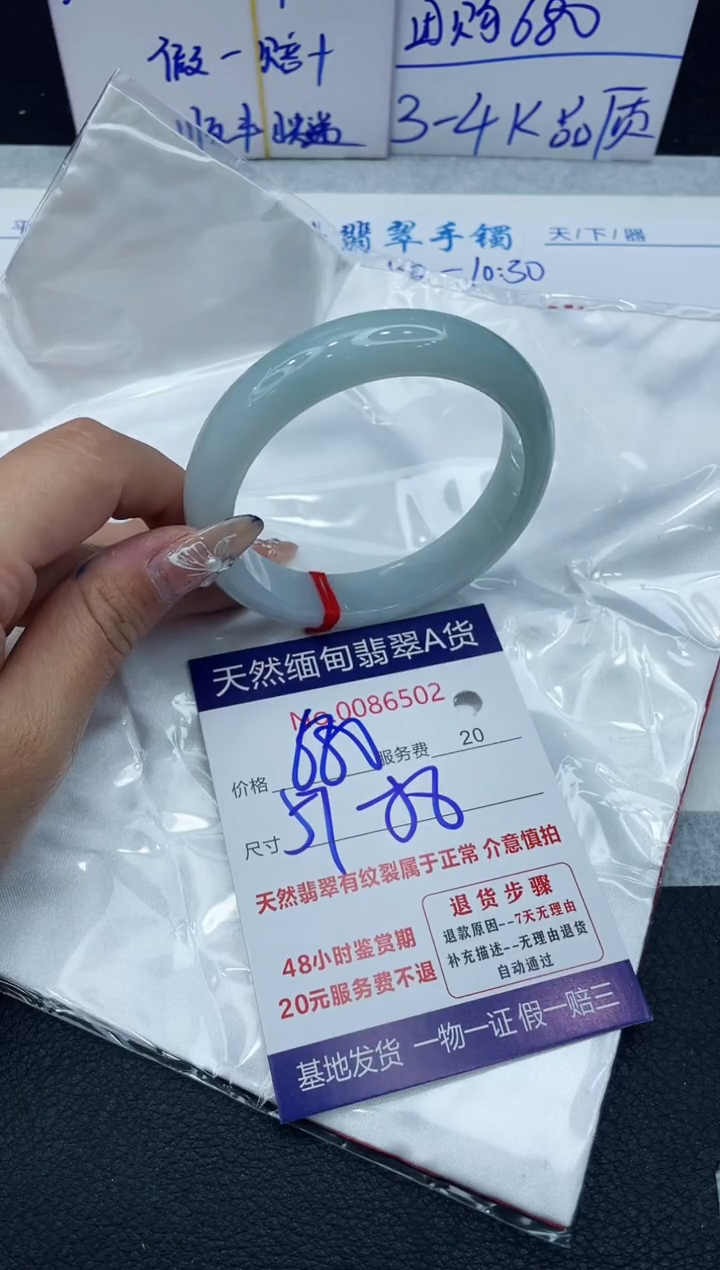 假一赔十
顺丰快递
团购680
3-4K品质
翡翠手镯
天/下/器
-10:30
天然缅甸翡翠A货
No.0086502
价格 680 服务费 20
尺寸 57
天然翡翠有纹裂属于正常 介意慎拍
48小时鉴赏期
20元服务费不退
退货步骤
退款原因--7天无理由
补充描述--无理由退货
自动通过
基地发货 一物一证 假一赔三